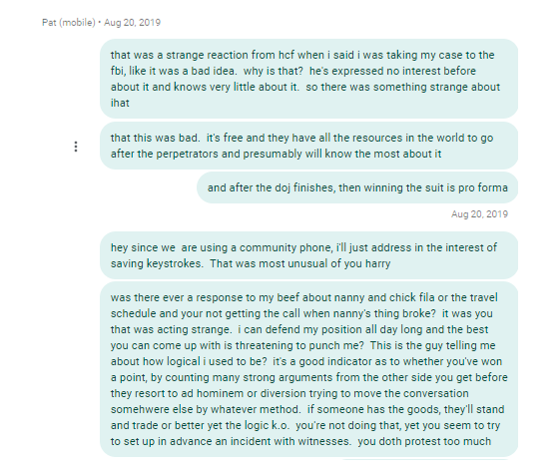 Pat (mobile) • Aug 20, 2019
that was a strange reaction from hcf when i said i was taking my case to the
fbi, like it was a bad idea.  why is that?  he's expressed no interest before
about it and knows very little about it.  so there was something strange about
ihat
that this was bad.  it's free and they have all the resources in the world to go
after the perpetrators and presumably will know the most about it
and after the doj finishes, then winning the suit is pro forma
Aug 20, 2019
hey since we  are using a community phone, i'll just address in the interest of
saving keystrokes.  That was most unusual of you harry
was there ever a response to my beef about nanny and chick fila or the travel
schedule and your not getting the call when nanny's thing broke?  it was you
that was acting strange.  i can defend my position all day long and the best
you can come up with is threatening to punch me?  This is the guy telling me
about how logical i used to be?  it's a good indicator as to whether you've won
a point, by counting many strong arguments from the other side you get before
they resort to ad hominem or diversion trying to move the conversation
somhwere else by whatever method.  if someone has the goods, they'll stand
and trade or better yet the logic k.o.  you're not doing that, yet you seem to try
to set up in advance an incident with witnesses.  you doth protest too much